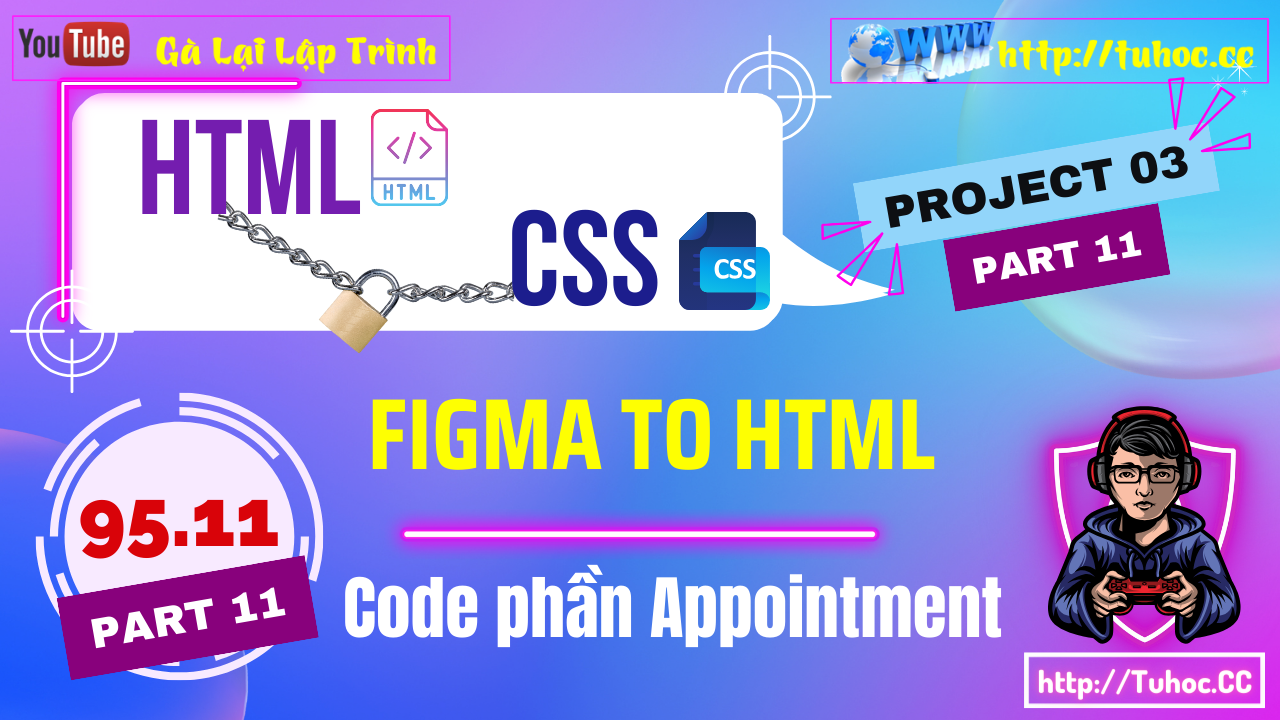 YouTube
Gà Lại Lập Trình
WWW
http://tuhoc.cc
HTML
HTML
CSS
CSS
PROJECT 03
PART 11
FIGMA TO HTML
95.11
PART 11
Code phần Appointment
http://Tuhoc.CC